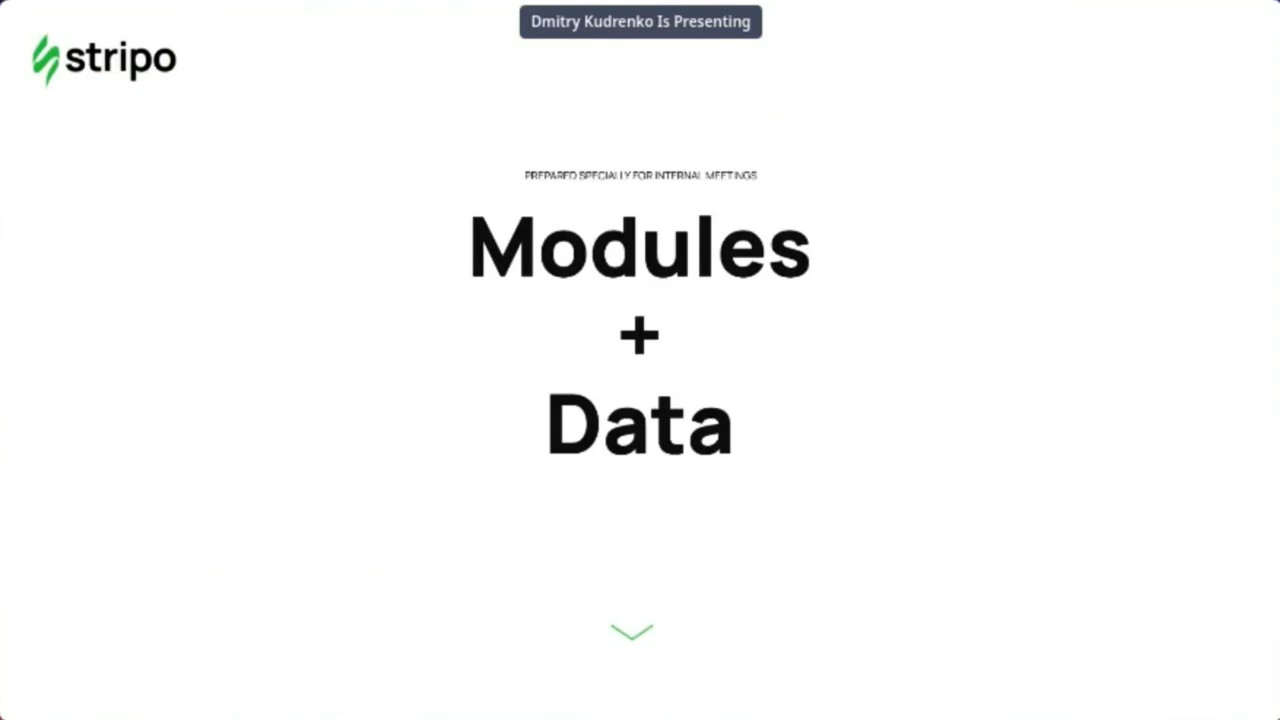 Dmitry Kudrenko Is Presenting
stripo
PREPARED SPECIALLY FOR INTERNAL MEETINGS
Modules
+
Data